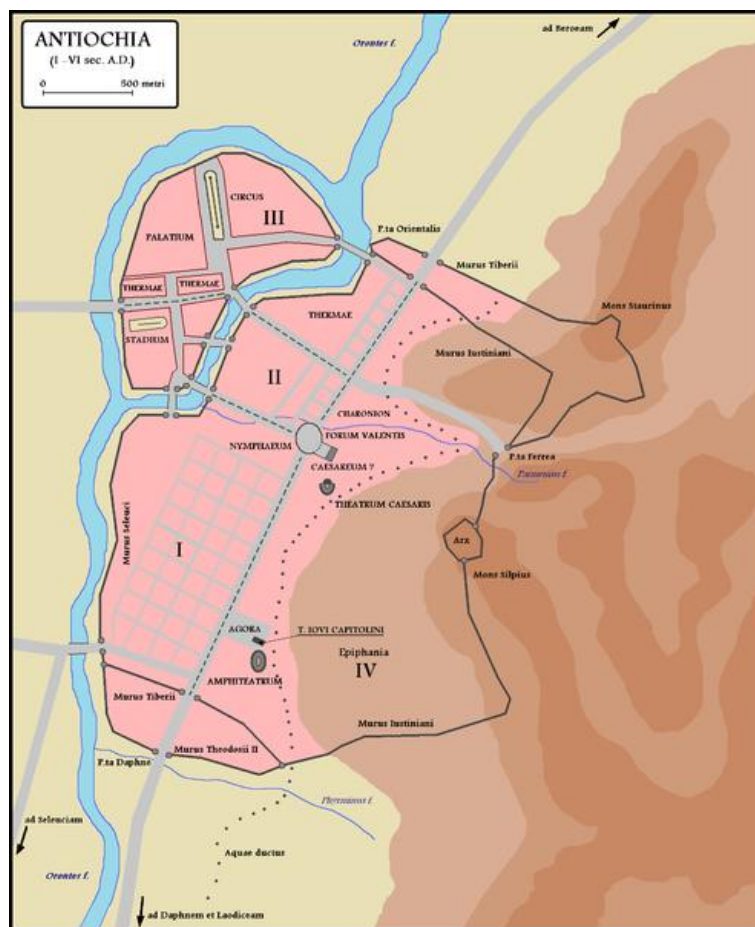 ANTIOCHIA
(I - VI sec. A.D.)
0 500 metri
Orontes f.
ad Beroeam
CIRCUS
III
PALATIUM
P.ta Orientalis
Murus Tiberii
THERMAE
THERMAE
THERMAE
Mons Staurinus
STADIUM
Murus Iustiniani
II
CHARONION
NYMPHAEUM
FORUM VALENTIS
P.ta Ferrea
CAESAREUM ?
Parmenius f.
THEATRUM CAESARIS
Murus Seleuci
I
Arx
Mons Silpius
AGORA
T. IOVI CAPITOLINI
Epiphania
IV
AMPHITEATRUM
Murus Tiberii
Murus Iustiniani
Murus Theodosii II
P.ta Daphne
Phyrminus f.
ad Seleuciam
Aquae ductus
Orontes f.
ad Daphnem et Laodiceam